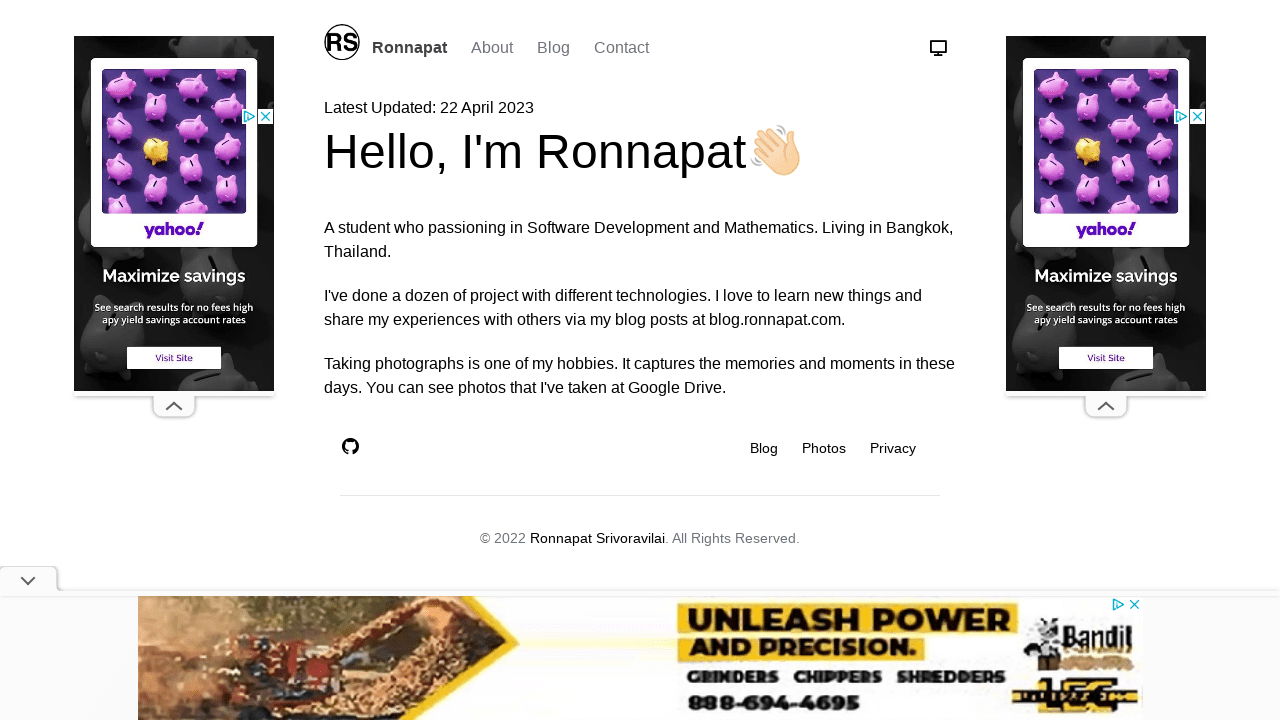 RS Ronnapat About Blog Contact
Latest Updated: 22 April 2023
Hello, I'm Ronnapat
A student who passioning in Software Development and Mathematics. Living in Bangkok,
Thailand.
I've done a dozen of project with different technologies. I love to learn new things and
share my experiences with others via my blog posts at blog.ronnapat.com.
Taking photographs is one of my hobbies. It captures the memories and moments in these
days. You can see photos that I've taken at Google Drive.
Blog Photos Privacy
© 2022 Ronnapat Srivoravilai. All Rights Reserved.
yahoo!
Maximize savings
See search results for no fees high
apy yield savings account rates
Visit Site
yahoo!
Maximize savings
See search results for no fees high
apy yield savings account rates
Visit Site
UNLEASH POWER
AND PRECISION.
GRINDERS CHIPPERS SHREDDERS
888-694-4695
Bandit